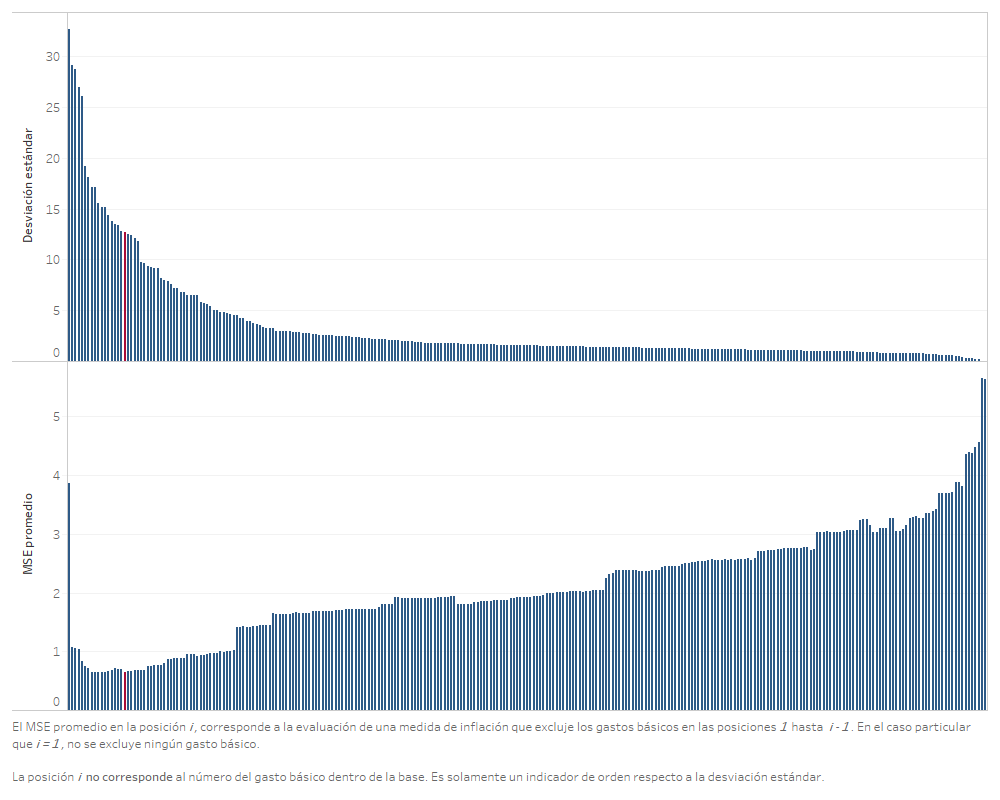 30
25
20
15
10
5
0
Desviación estándar
5
4
3
2
1
0
MSE promedio
El MSE promedio en la posición i, corresponde a la evaluación de una medida de inflación que excluje los gastos básicos en las posiciones 1 hasta i-1. En el caso particular
que i=1, no se excluye ningún gasto básico.
La posición i no corresponde al número del gasto básico dentro de la base. Es solamente un indicador de orden respecto a la desviación estándar.